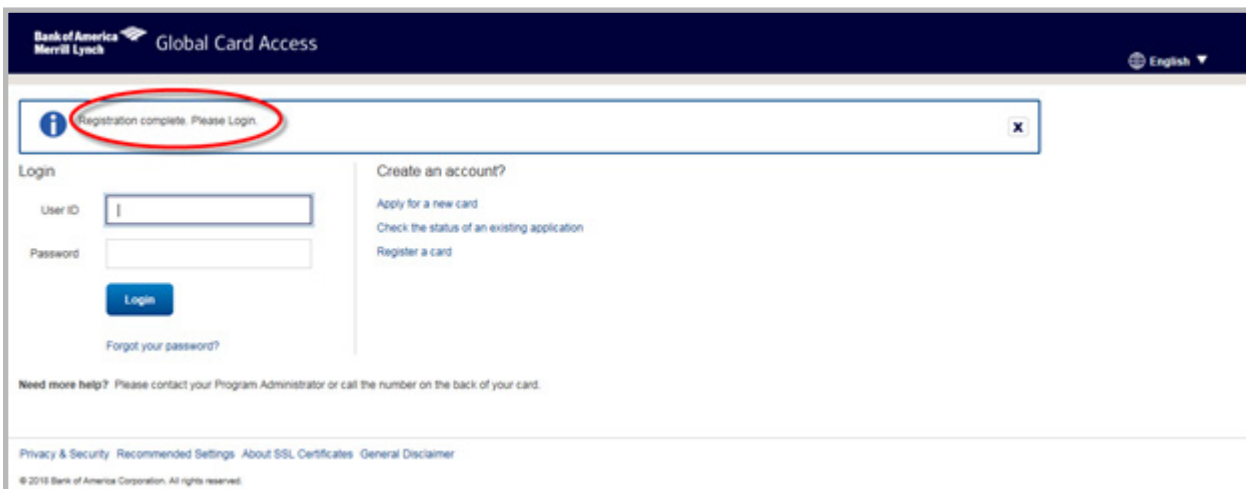 Bank of America
Merrill Lynch
Global Card Access
English
Registration complete. Please Login.
x
Login
Create an account?
User ID
Apply for a new card
Check the status of an existing application
Password
Register a card
Login
Forgot your password?
Need more help? Please contact your Program Administrator or call the number on the back of your card.
Privacy & Security Recommended Settings About SSL Certificates General Disclaimer
© 2018 Bank of America Corporation. All rights reserved.